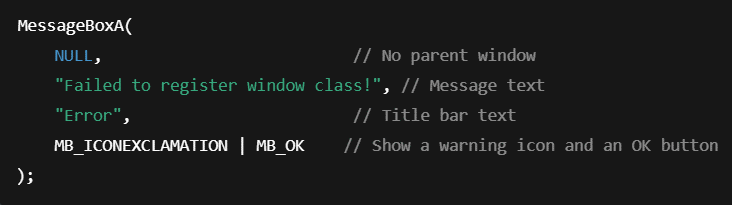 MessageBoxA(
    NULL,                        // No parent window
    "Failed to register window class!", // Message text
    "Error",                     // Title bar text
    MB_ICONEXCLAMATION | MB_OK    // Show a warning icon and an OK button
);